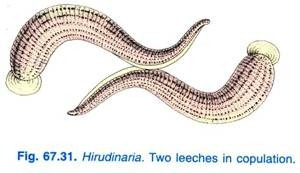 Fig. 67.31. Hirudinaria. Two leeches in copulation.